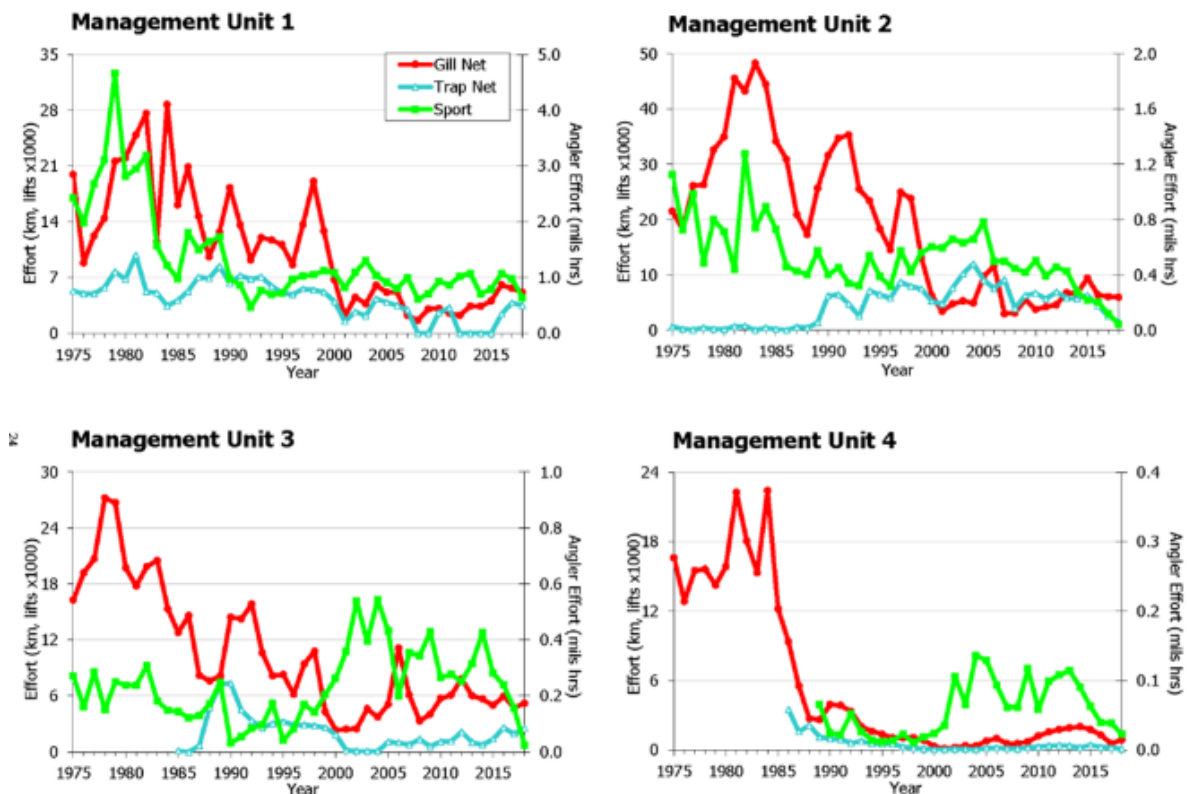 Management Unit 1
35
28
21
14
7
0
Effort (km, lifts x1000)
5.0
4.0
3.0
2.0
1.0
0.0
Angler Effort (mils hrs)
Gill Net
Trap Net
Sport
1975 1980 1985 1990 1995 2000 2005 2010 2015
Year
Management Unit 2
50
40
30
20
10
0
Effort (km, lifts x1000)
2.0
1.6
1.2
0.8
0.4
0.0
Angler Effort (mils hrs)
1975 1980 1985 1990 1995 2000 2005 2010 2015
Year
24
Management Unit 3
30
24
18
12
6
0
Effort (km, lifts x1000)
1.0
0.8
0.6
0.4
0.2
0.0
Angler Effort (mils hrs)
1975 1980 1985 1990 1995 2000 2005 2010 2015
Year
Management Unit 4
24
18
12
6
0
Effort (km, lifts x1000)
0.4
0.3
0.2
0.1
0.0
Angler Effort (mils hrs)
1975 1980 1985 1990 1995 2000 2005 2010 2015
Year